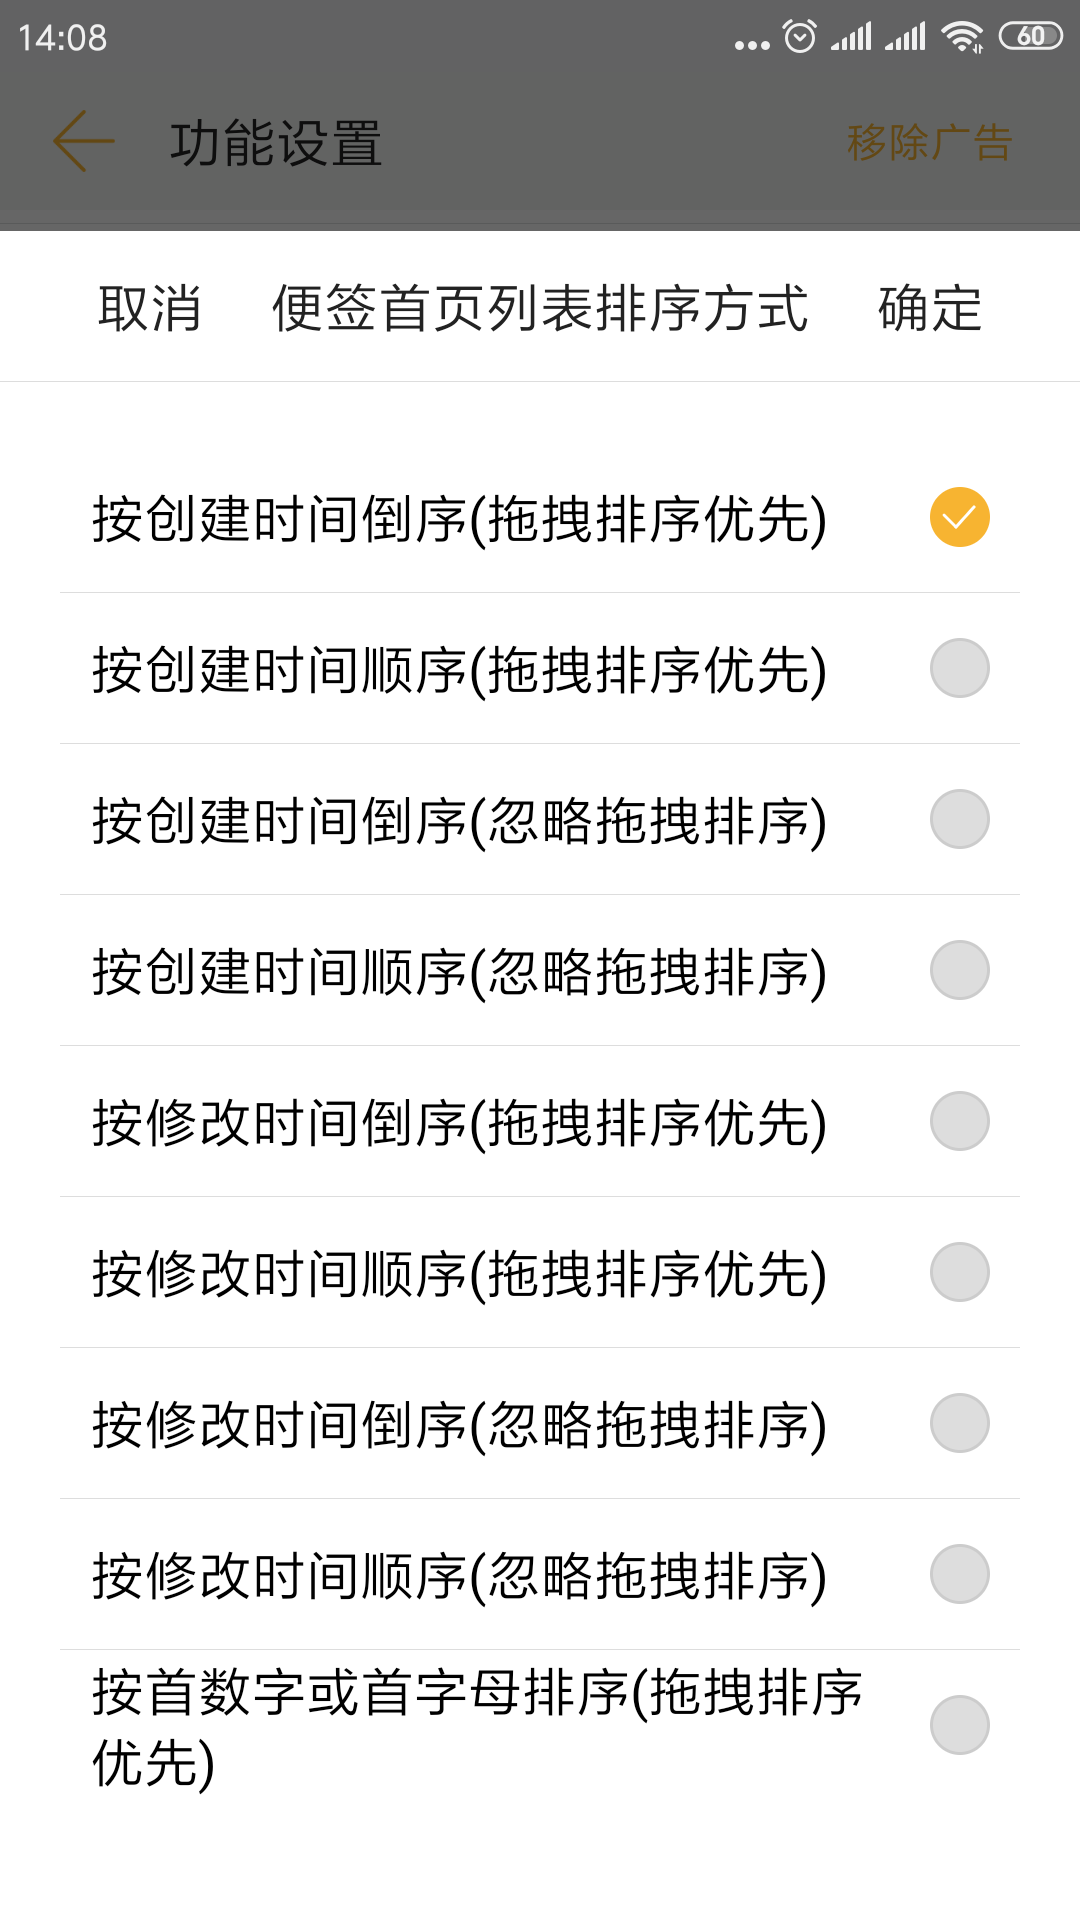 14:08
60
功能设置
移除广告
取消
便签首页列表排序方式
确定
按创建时间倒序(拖拽排序优先)
按创建时间顺序(拖拽排序优先)
按创建时间倒序(忽略拖拽排序)
按创建时间顺序(忽略拖拽排序)
按修改时间倒序(拖拽排序优先)
按修改时间顺序(拖拽排序优先)
按修改时间倒序(忽略拖拽排序)
按修改时间顺序(忽略拖拽排序)
按首数字或首字母排序(拖拽排序
优先)